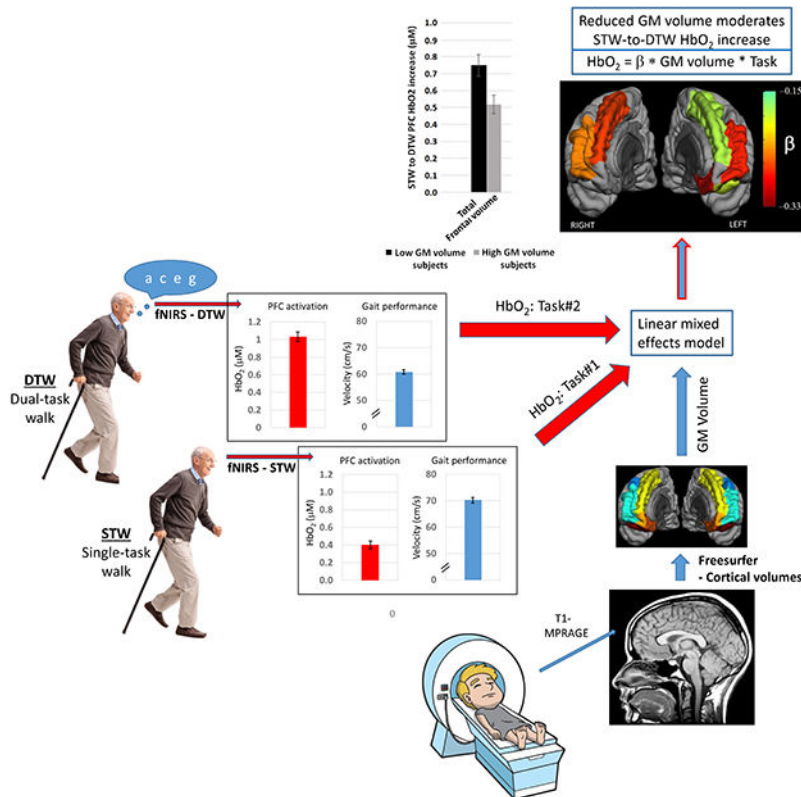 Reduced GM volume moderates
STW-to-DTW HbO₂ increase
HbO₂ = β * GM volume * Task
STW to DTW PFC HbO2 increase (μM)
1.0
0.9
0.8
0.7
0.6
0.5
0.4
0.3
0.2
0.1
0.0
Total
Frontal volume
Low GM volume
subjects
High GM volume
subjects
-0.15
β
-0.33
RIGHT
LEFT
a c e g
fNIRS - DTW
DTW
Dual-task
walk
PFC activation
HbO₂ (μM)
1.2
1
0.8
0.6
0.4
0.2
0
Gait performance
Velocity (cm/s)
80
70
60
50
0
HbO₂: Task#2
HbO₂: Task#1
Linear mixed
effects model
GM Volume
fNIRS - STW
STW
Single-task
walk
PFC activation
HbO₂ (μM)
1.2
1.0
0.8
0.6
0.4
0.2
0.0
Gait performance
Velocity (cm/s)
80
70
60
50
0
0
Freesurfer
- Cortical volumes
T1-
MPRAGE